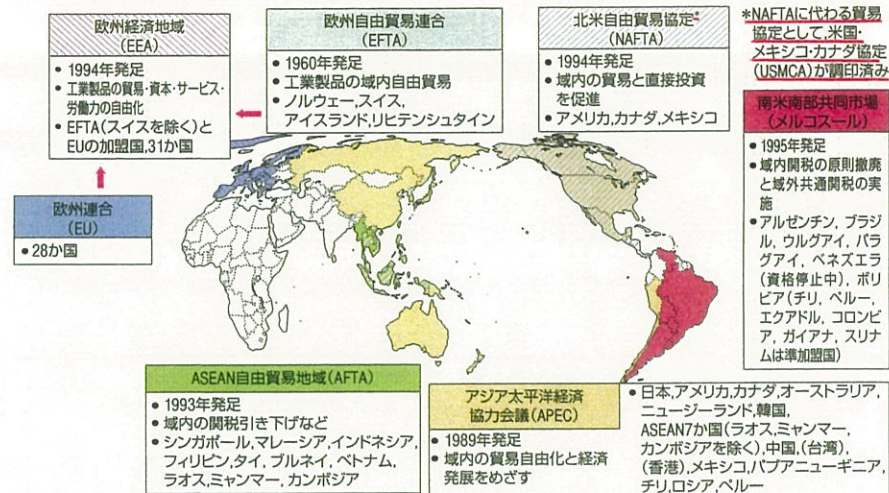 欧州経済地域
(EEA)
• 1994年発足
• 工業製品の貿易・資本・サービス・
労働力の自由化
• EFTA(スイスを除く)と
EUの加盟国,31か国
欧州自由貿易連合
(EFTA)
• 1960年発足
• 工業製品の域内自由貿易
• ノルウェー,スイス,
アイスランド,リヒテンシュタイン
北米自由貿易協定*
(NAFTA)
• 1994年発足
• 域内の貿易と直接投資
を促進
• アメリカ,カナダ,メキシコ
*NAFTAに代わる貿易
協定として,米国・
メキシコ・カナダ協定
(USMCA)が調印済み
南米南部共同市場
(メルコスール)
• 1995年発足
• 域内関税の原則撤廃
と域外共通関税の実
施
• アルゼンチン, ブラジ
ル, ウルグアイ, パラ
グアイ, ベネズエラ
(資格停止中), ボリ
ビア(チリ, ペルー,
エクアドル, コロンビ
ア, ガイアナ, スリナ
ムは準加盟国)
欧州連合
(EU)
• 28か国
ASEAN自由貿易地域(AFTA)
• 1993年発足
• 域内の関税引き下げなど
• シンガポール,マレーシア,インドネシア,
フィリピン,タイ, ブルネイ, ベトナム,
ラオス,ミャンマー, カンボジア
アジア太平洋経済
協力会議(APEC)
• 1989年発足
• 域内の貿易自由化と経済
発展をめざす
• 日本,アメリカ,カナダ,オーストラリア,
ニュージーランド,韓国,
ASEAN7か国(ラオス,ミャンマー,
カンボジアを除く),中国,(台湾),
(香港),メキシコ,パプアニューギニア,
チリ,ロシア,ペルー